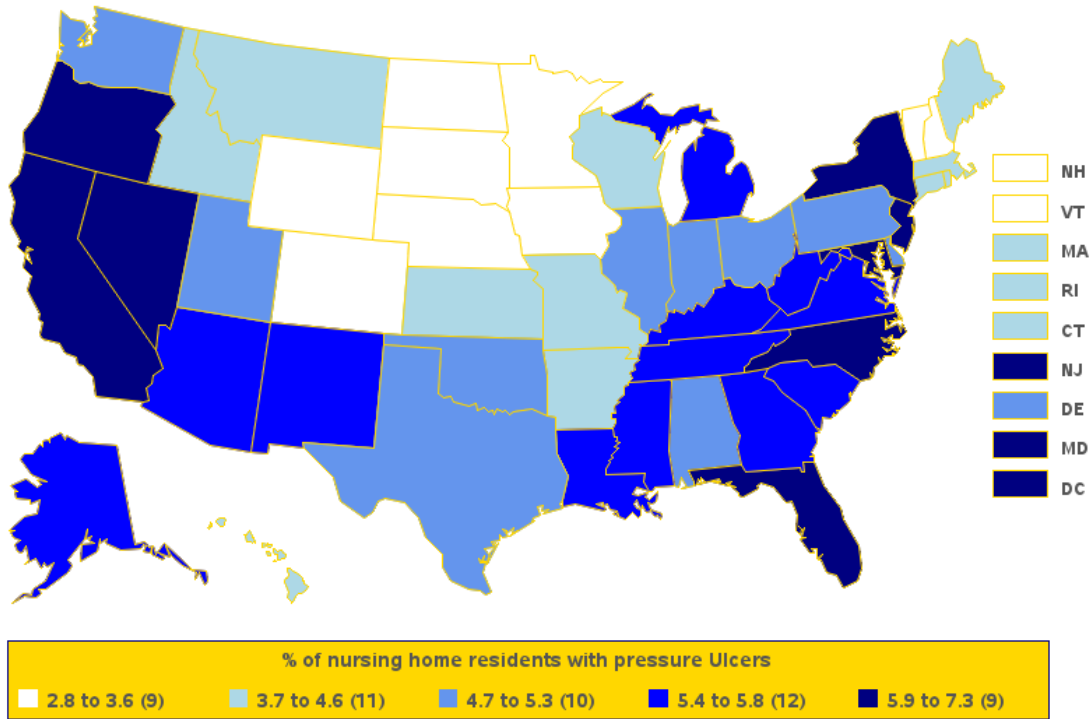 NH
VT
MA
RI
CT
NJ
DE
MD
DC
% of nursing home residents with pressure Ulcers
2.8 to 3.6 (9) 3.7 to 4.6 (11) 4.7 to 5.3 (10) 5.4 to 5.8 (12) 5.9 to 7.3 (9)